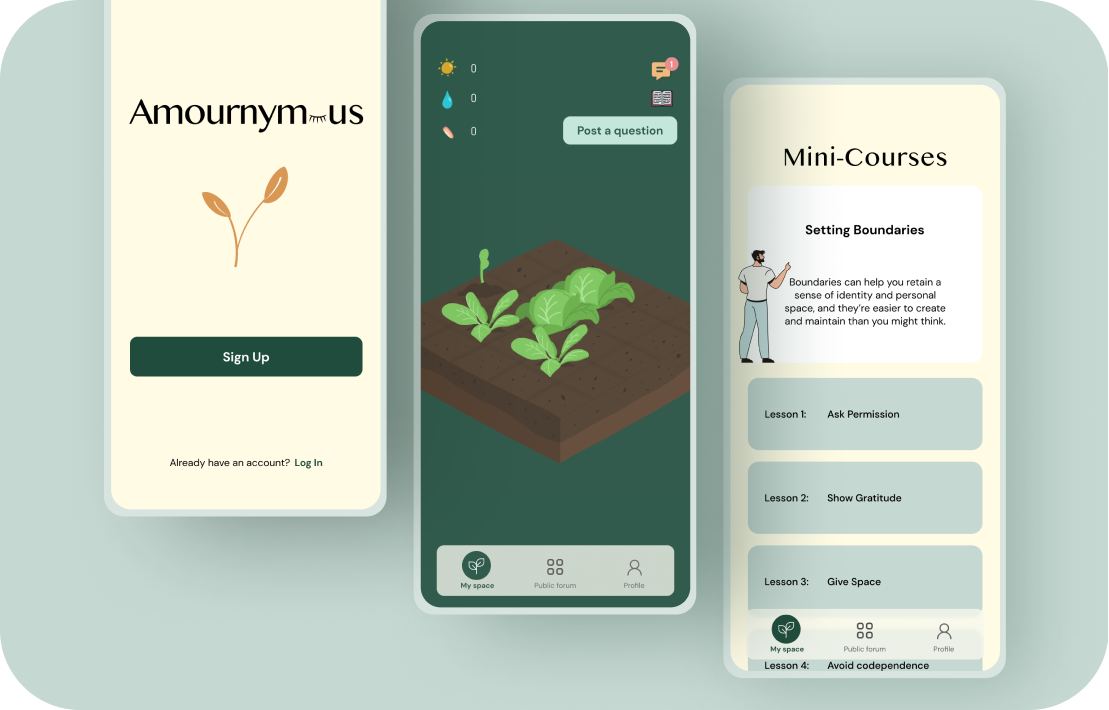 Amournym us
Sign Up
Already have an account? Log In
0
0
0
1
Post a question
My space
Public forum
Profile
Mini-Courses
Setting Boundaries
Boundaries can help you retain a
sense of identity and personal
space, and they're easier to create
and maintain than you might think.
Lesson 1: Ask Permission
Lesson 2: Show Gratitude
Lesson 3: Give Space
My space
Public forum
Profile
Lesson 4: Avoid codependence